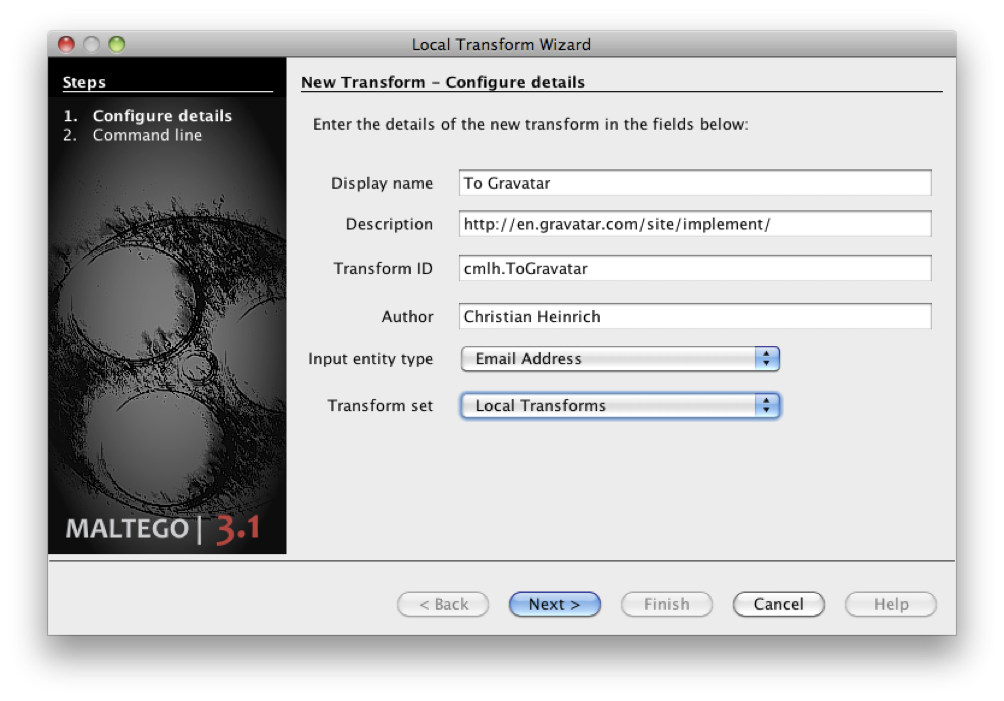 Local Transform Wizard
Steps
1. Configure details
2. Command line
MALTEGO | 3.1
New Transform – Configure details
Enter the details of the new transform in the fields below:
Display name To Gravatar
Description http://en.gravatar.com/site/implement/
Transform ID cmlh.ToGravatar
Author Christian Heinrich
Input entity type Email Address
Transform set Local Transforms
< Back Next > Finish Cancel Help